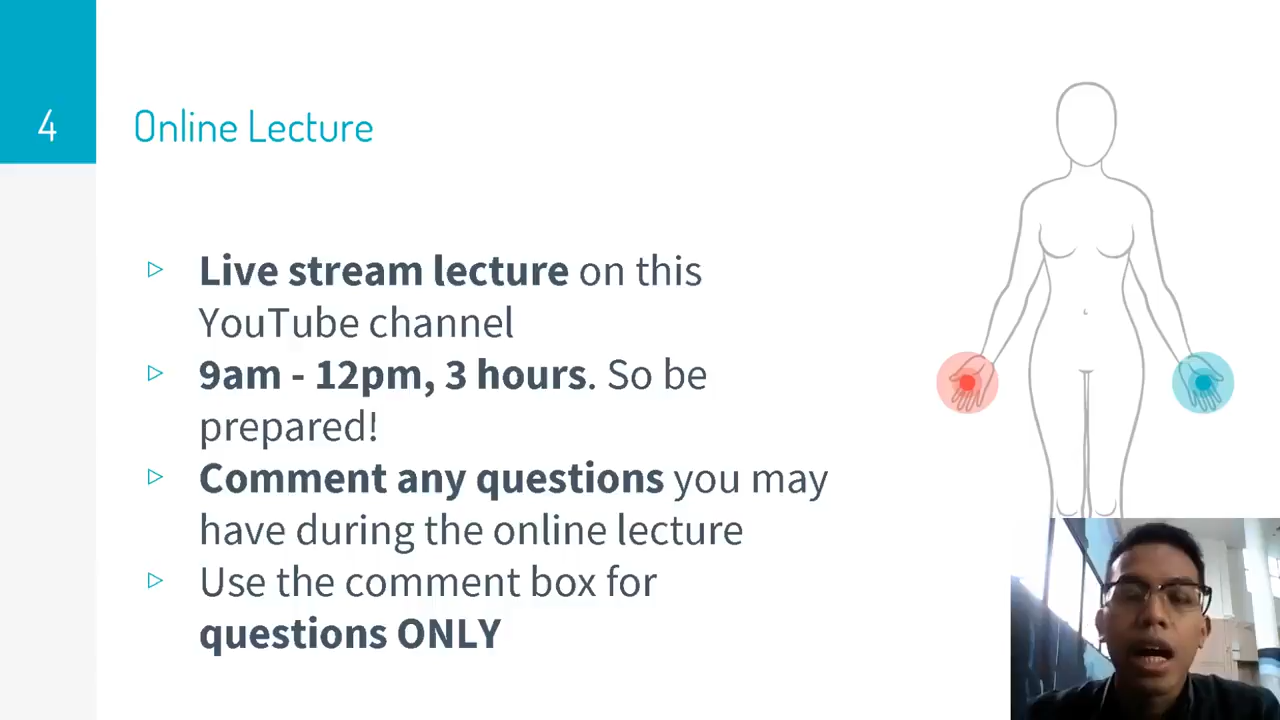 4
Online Lecture
Live stream lecture on this
YouTube channel
9am - 12pm, 3 hours. So be
prepared!
Comment any questions you may
have during the online lecture
Use the comment box for
questions ONLY